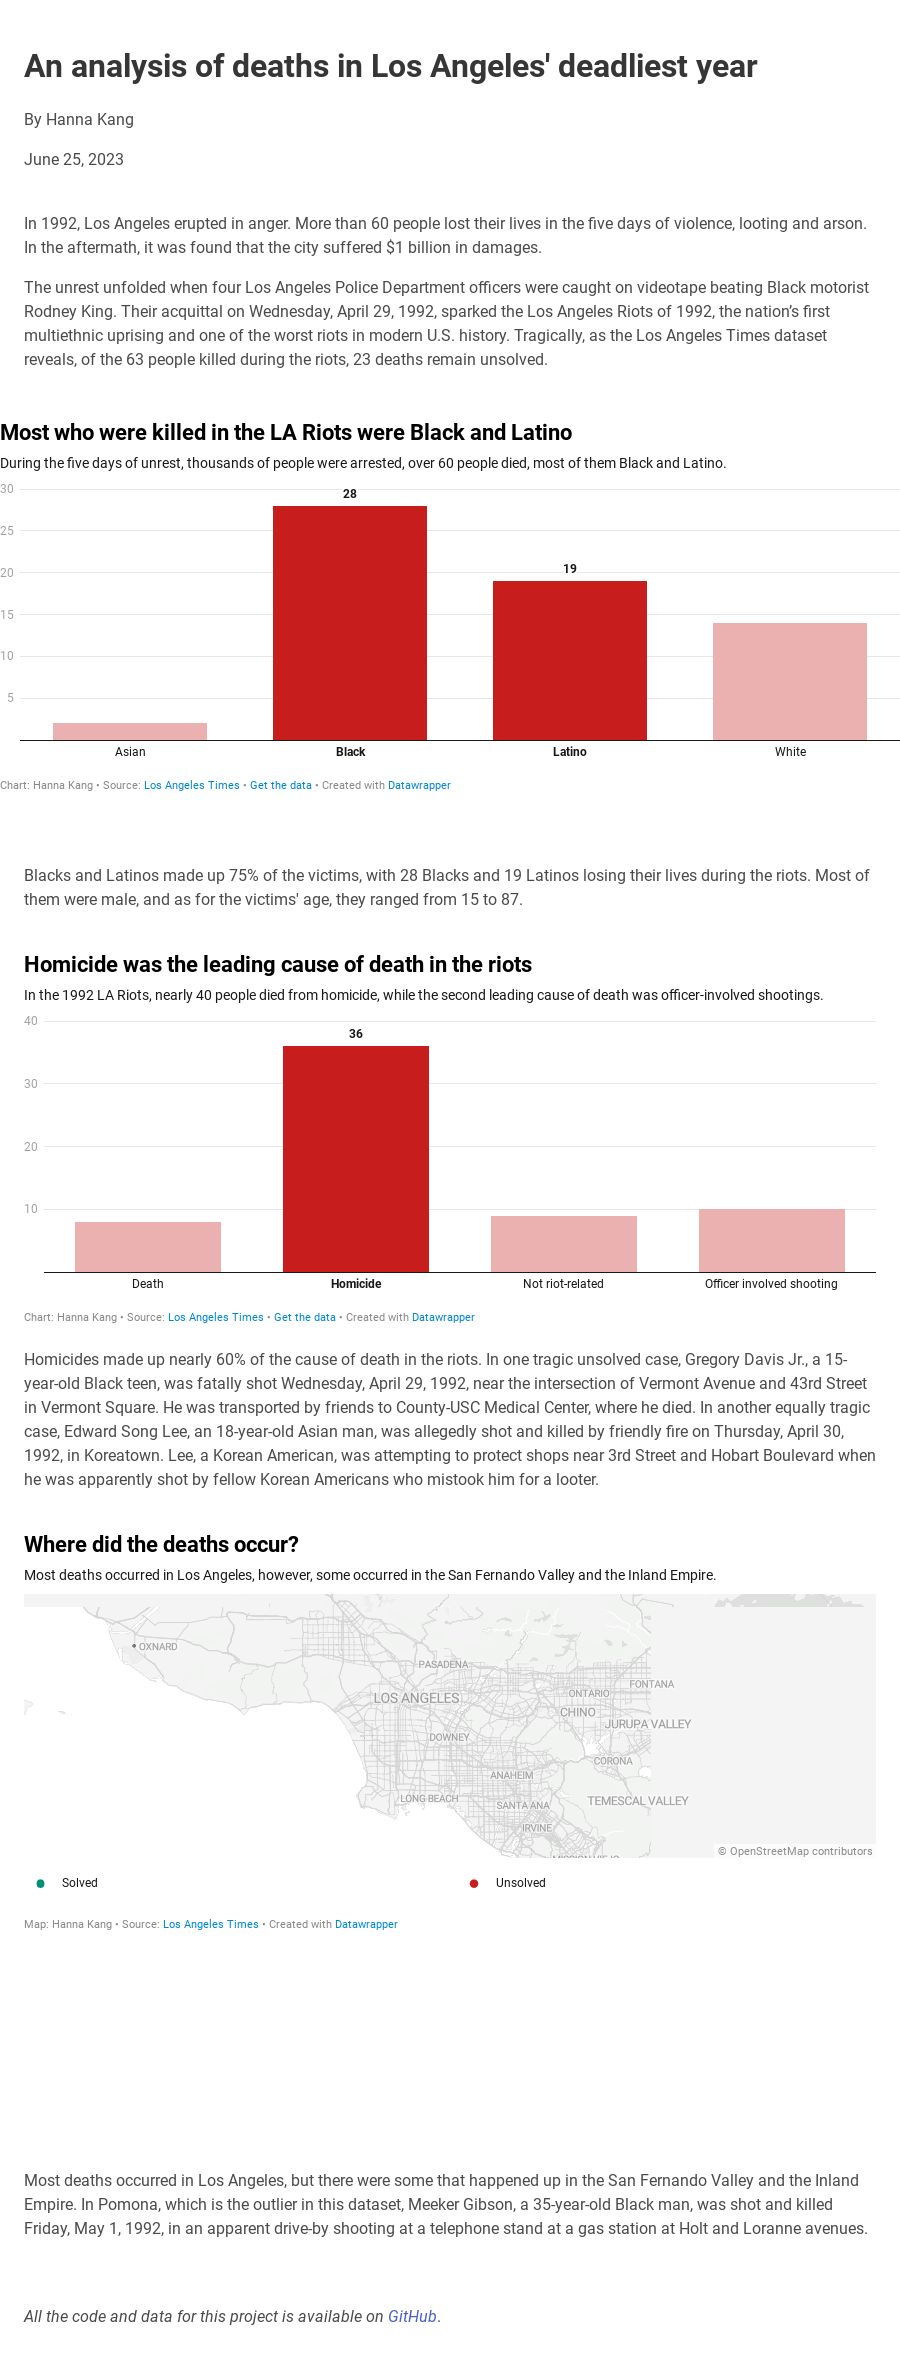 An analysis of deaths in Los Angeles' deadliest year
By Hanna Kang
June 25, 2023
In 1992, Los Angeles erupted in anger. More than 60 people lost their lives in the five days of violence, looting and arson.
In the aftermath, it was found that the city suffered $1 billion in damages.
The unrest unfolded when four Los Angeles Police Department officers were caught on videotape beating Black motorist
Rodney King. Their acquittal on Wednesday, April 29, 1992, sparked the Los Angeles Riots of 1992, the nation’s first
multiethnic uprising and one of the worst riots in modern U.S. history. Tragically, as the Los Angeles Times dataset
reveals, of the 63 people killed during the riots, 23 deaths remain unsolved.
Most who were killed in the LA Riots were Black and Latino
During the five days of unrest, thousands of people were arrested, over 60 people died, most of them Black and Latino.
30
28
25
20
19
15
10
5
Asian Black Latino White
Chart: Hanna Kang • Source: Los Angeles Times • Get the data • Created with Datawrapper
Blacks and Latinos made up 75% of the victims, with 28 Blacks and 19 Latinos losing their lives during the riots. Most of
them were male, and as for the victims' age, they ranged from 15 to 87.
Homicide was the leading cause of death in the riots
In the 1992 LA Riots, nearly 40 people died from homicide, while the second leading cause of death was officer-involved shootings.
40
36
30
20
10
Death Homicide Not riot-related Officer involved shooting
Chart: Hanna Kang • Source: Los Angeles Times • Get the data • Created with Datawrapper
Homicides made up nearly 60% of the cause of death in the riots. In one tragic unsolved case, Gregory Davis Jr., a 15-
year-old Black teen, was fatally shot Wednesday, April 29, 1992, near the intersection of Vermont Avenue and 43rd Street
in Vermont Square. He was transported by friends to County-USC Medical Center, where he died. In another equally tragic
case, Edward Song Lee, an 18-year-old Asian man, was allegedly shot and killed by friendly fire on Thursday, April 30,
1992, in Koreatown. Lee, a Korean American, was attempting to protect shops near 3rd Street and Hobart Boulevard when
he was apparently shot by fellow Korean Americans who mistook him for a looter.
Where did the deaths occur?
Most deaths occurred in Los Angeles, however, some occurred in the San Fernando Valley and the Inland Empire.
OXNARD
PASADENA
FONTANA
ONTARIO
LOS ANGELES
CHINO
JURUPA VALLEY
DOWNEY
CORONA
ANAHEIM
LONG BEACH
SANTA ANA
TEMESCAL VALLEY
IRVINE
MISSION VIEJO
© OpenStreetMap contributors
Solved Unsolved
Map: Hanna Kang • Source: Los Angeles Times • Created with Datawrapper
Most deaths occurred in Los Angeles, but there were some that happened up in the San Fernando Valley and the Inland
Empire. In Pomona, which is the outlier in this dataset, Meeker Gibson, a 35-year-old Black man, was shot and killed
Friday, May 1, 1992, in an apparent drive-by shooting at a telephone stand at a gas station at Holt and Loranne avenues.
All the code and data for this project is available on GitHub.